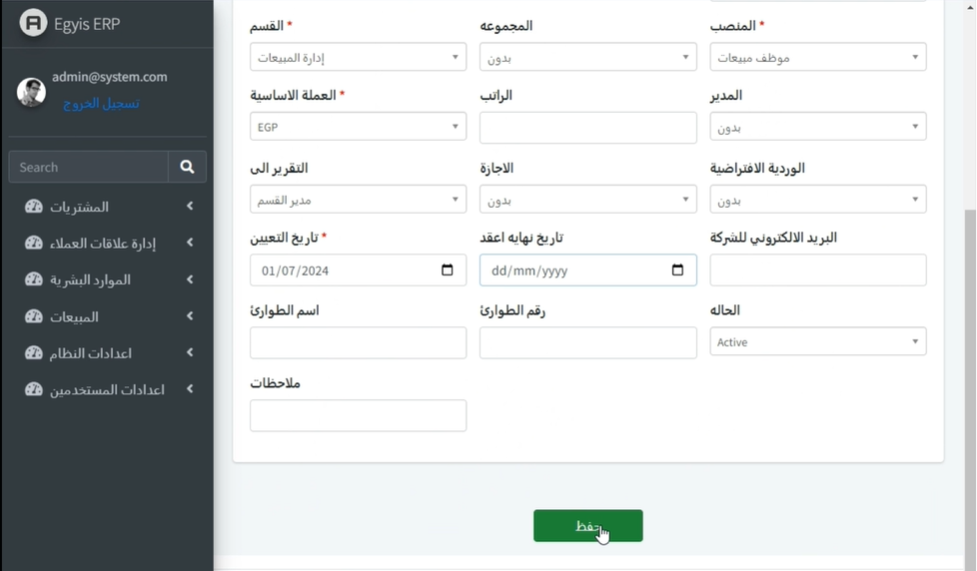 Egyis ERP
admin@system.com
تسجيل الخروج
Search
المشتريات
إدارة علاقات العملاء
الموارد البشرية
المبيعات
اعدادات النظام
اعدادات المستخدمين
القسم *
المجموعه
المنصب *
إدارة المبيعات
بدون
موظف مبيعات
العملة الاساسية *
الراتب
المدير
EGP
بدون
التقرير الى
الاجازة
الوردية الافتراضية
مدير القسم
بدون
بدون
تاريخ التعيين *
تاريخ نهايه اعقد
البريد الالكتروني للشركة
01/07/2024
dd/mm/yyyy
اسم الطوارئ
رقم الطوارئ
الحاله
Active
ملاحظات
حفظ